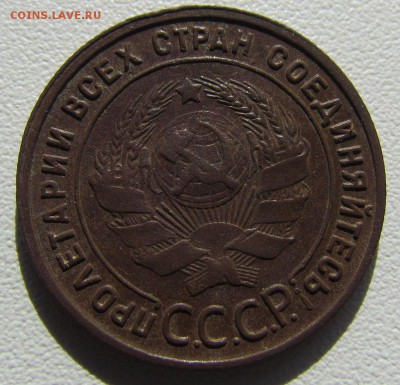 COINS.LAVE.RU
ПРОЛЕТАРИИ ВСЕХ СТРАН СОЕДИНЯЙТЕСЬ!
С.С.С.Р.